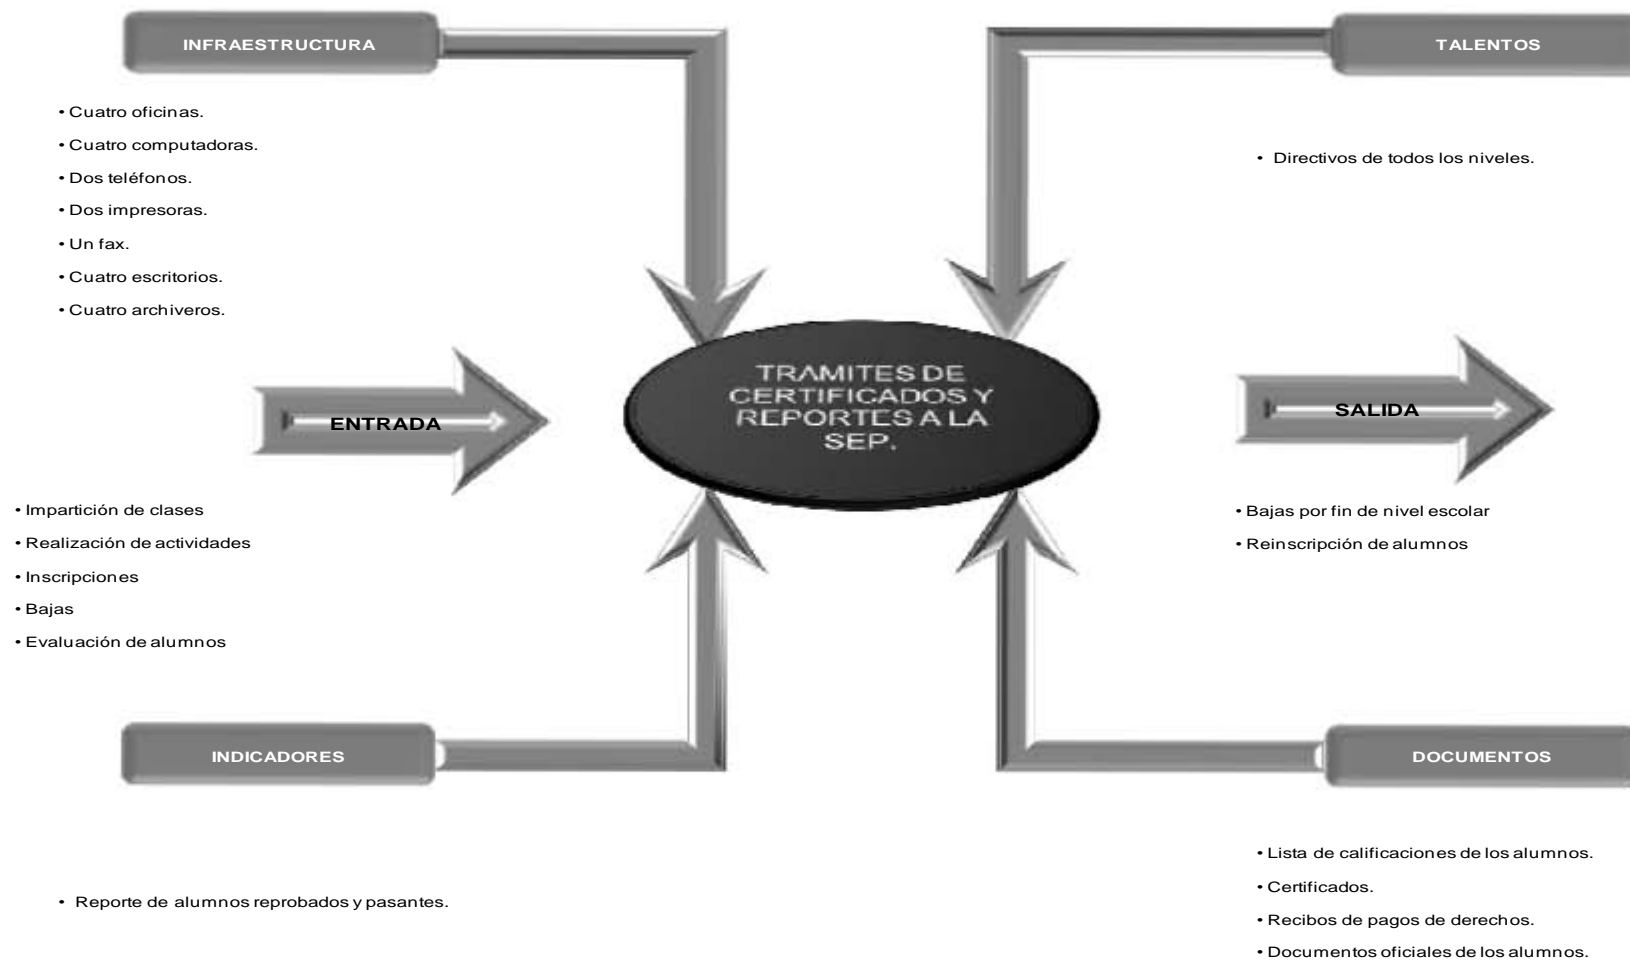 INFRAESTRUCTURA
TALENTOS
• Cuatro oficinas.
• Cuatro computadoras.
• Dos teléfonos.
• Dos impresoras.
• Un fax.
• Cuatro escritorios.
• Cuatro archiveros.
• Directivos de todos los niveles.
TRAMITES DE
CERTIFICADOS Y
REPORTES A LA
SEP.
ENTRADA
SALIDA
• Impartición de clases
• Realización de actividades
• Inscripciones
• Bajas
• Evaluación de alumnos
• Bajas por fin de nivel escolar
• Reinscripción de alumnos
INDICADORES
DOCUMENTOS
• Reporte de alumnos reprobados y pasantes.
• Lista de calificaciones de los alumnos.
• Certificados.
• Recibos de pagos de derechos.
• Documentos oficiales de los alumnos.